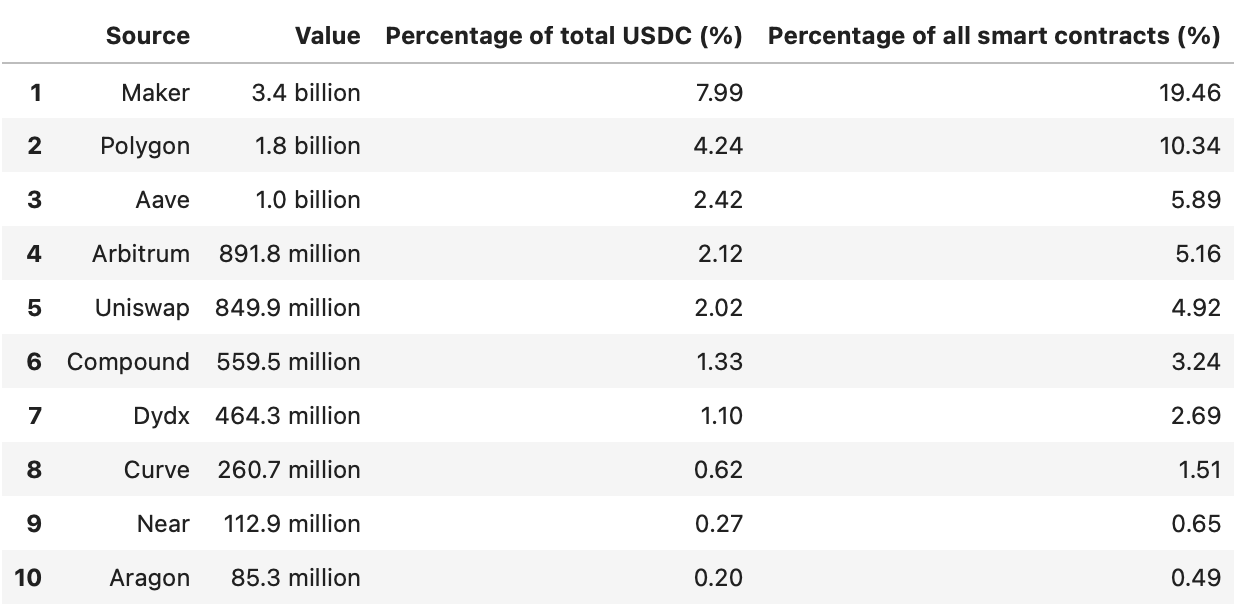 Source Value Percentage of total USDC (%) Percentage of all smart contracts (%)
1 Maker 3.4 billion 7.99 19.46
2 Polygon 1.8 billion 4.24 10.34
3 Aave 1.0 billion 2.42 5.89
4 Arbitrum 891.8 million 2.12 5.16
5 Uniswap 849.9 million 2.02 4.92
6 Compound 559.5 million 1.33 3.24
7 Dydx 464.3 million 1.10 2.69
8 Curve 260.7 million 0.62 1.51
9 Near 112.9 million 0.27 0.65
10 Aragon 85.3 million 0.20 0.49